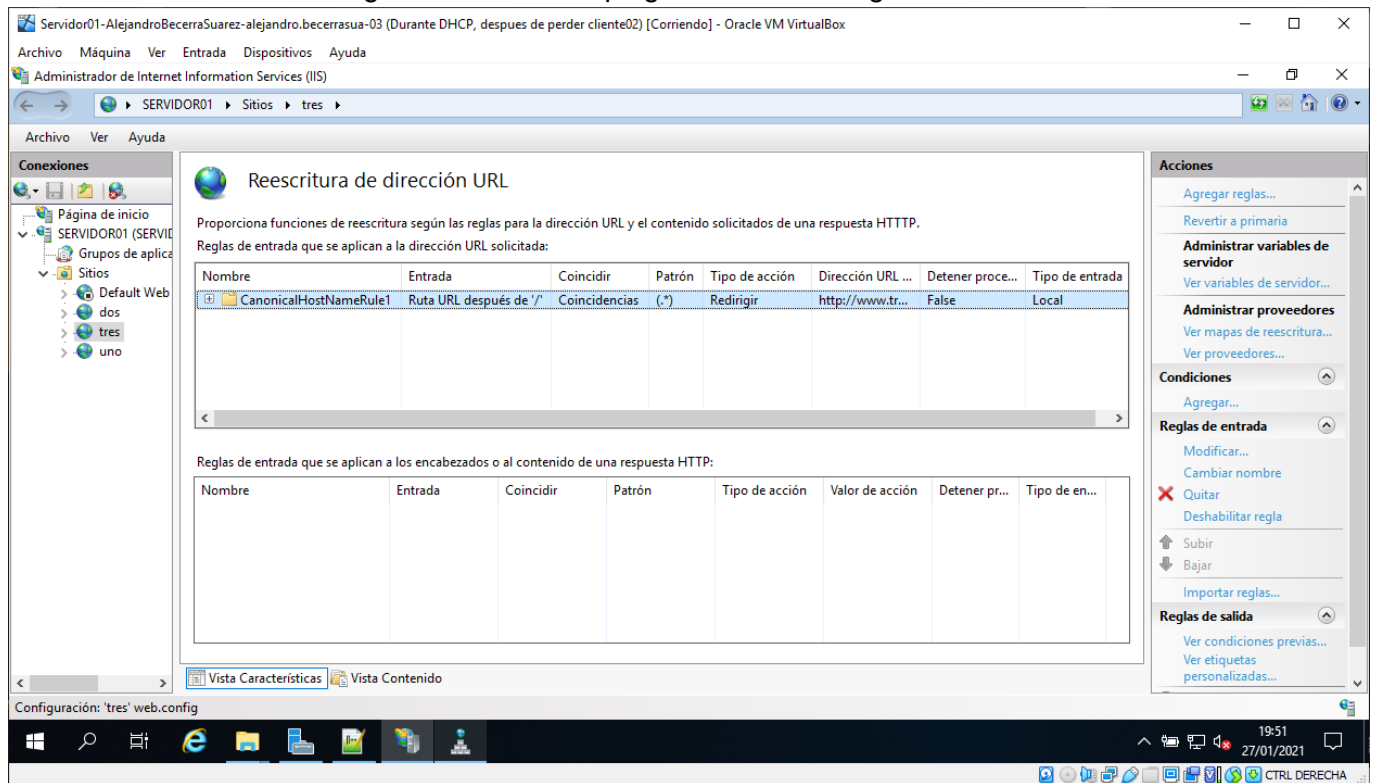 Servidor01-AlejandroBecerraSuarez-alejandro.becerrasua-03 (Durante DHCP, despues de perder cliente02) [Corriendo] - Oracle VM VirtualBox
Archivo Máquina Ver Entrada Dispositivos Ayuda
Administrador de Internet Information Services (IIS)
SERVIDOR01 Sitios tres
Archivo Ver Ayuda
Conexiones
Página de inicio
SERVIDOR01 (SERVID
Grupos de aplica
Sitios
Default Web
dos
tres
uno
Reescritura de dirección URL
Proporciona funciones de reescritura según las reglas para la dirección URL y el contenido solicitados de una respuesta HTTTP.
Reglas de entrada que se aplican a la dirección URL solicitada:
Nombre Entrada Coincidir Patrón Tipo de acción Dirección URL ... Detener proce... Tipo de entrada
CanonicalHostNameRule1 Ruta URL después de '/' Coincidencias (.*) Redirigir http://www.tr... False Local
Reglas de entrada que se aplican a los encabezados o al contenido de una respuesta HTTP:
Nombre Entrada Coincidir Patrón Tipo de acción Valor de acción Detener pr... Tipo de en...
Vista Características Vista Contenido
Acciones
Agregar reglas...
Revertir a primaria
Administrar variables de
servidor
Ver variables de servidor...
Administrar proveedores
Ver mapas de reescritura...
Ver proveedores...
Condiciones
Agregar...
Reglas de entrada
Modificar...
Cambiar nombre
Quitar
Deshabilitar regla
Subir
Bajar
Importar reglas...
Reglas de salida
Ver condiciones previas...
Ver etiquetas
personalizadas...
Configuración: 'tres' web.config
19:51
27/01/2021
CTRL DERECHA